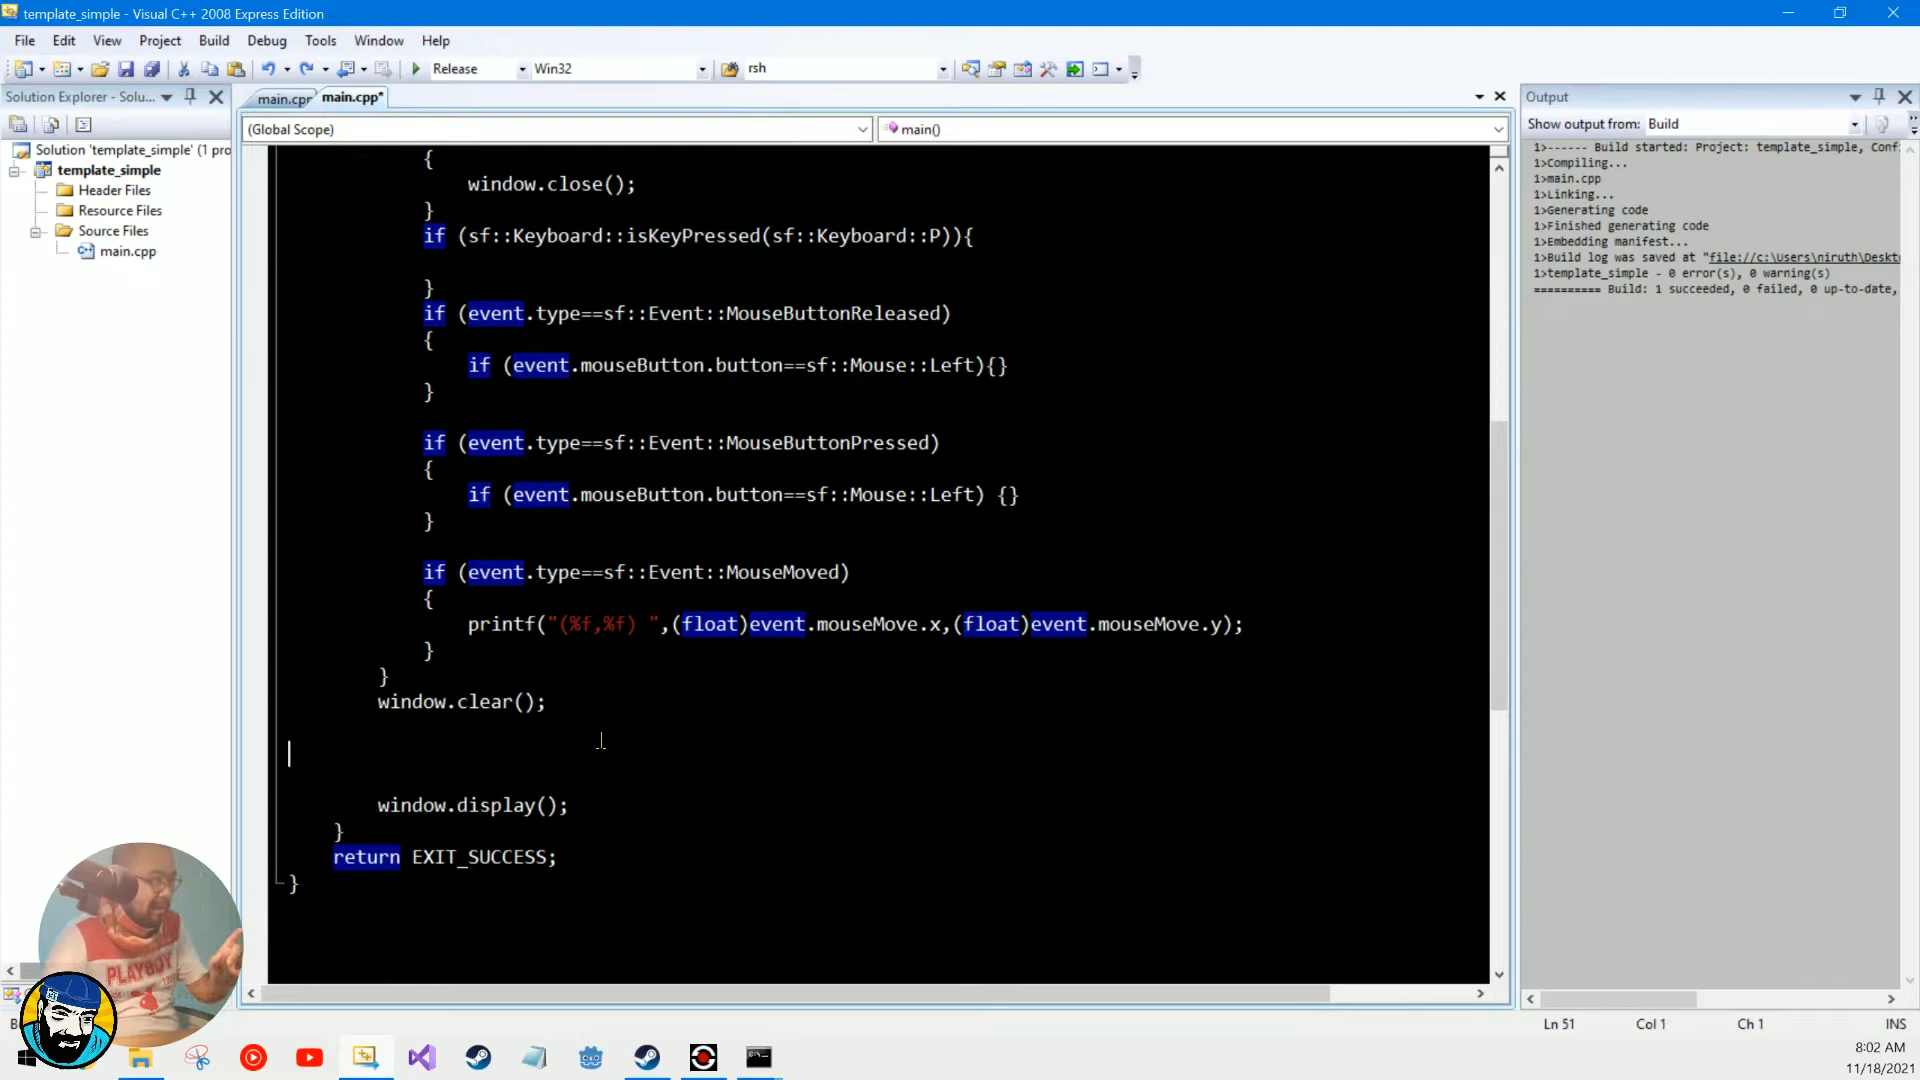 template_simple - Visual C++ 2008 Express Edition
File Edit View Project Build Debug Tools Window Help
Release Win32 rsh
Solution Explorer - Solu...
main.cpp
main.cpp*
Output
(Global Scope)
main()
Show output from: Build
Solution 'template_simple' (1 pro
template_simple
Header Files
Resource Files
Source Files
main.cpp
{
window.close();
}
if (sf::Keyboard::isKeyPressed(sf::Keyboard::P)){
}
if (event.type==sf::Event::MouseButtonReleased)
{
if (event.mouseButton.button==sf::Mouse::Left){}
}
if (event.type==sf::Event::MouseButtonPressed)
{
if (event.mouseButton.button==sf::Mouse::Left) {}
}
if (event.type==sf::Event::MouseMoved)
{
printf("(%f,%f) ",(float)event.mouseMove.x,(float)event.mouseMove.y);
}
}
window.clear();
window.display();
}
return EXIT_SUCCESS;
}
1>------ Build started: Project: template_simple, Conf
1>Compiling...
1>main.cpp
1>Linking...
1>Generating code
1>Finished generating code
1>Embedding manifest...
1>Build log was saved at "file://c:\Users\niruth\Deskto
1>template_simple - 0 error(s), 0 warning(s)
========== Build: 1 succeeded, 0 failed, 0 up-to-date,
PLAYBOY
Ln 51 Col 1 Ch 1 INS
8:02 AM
11/18/2021